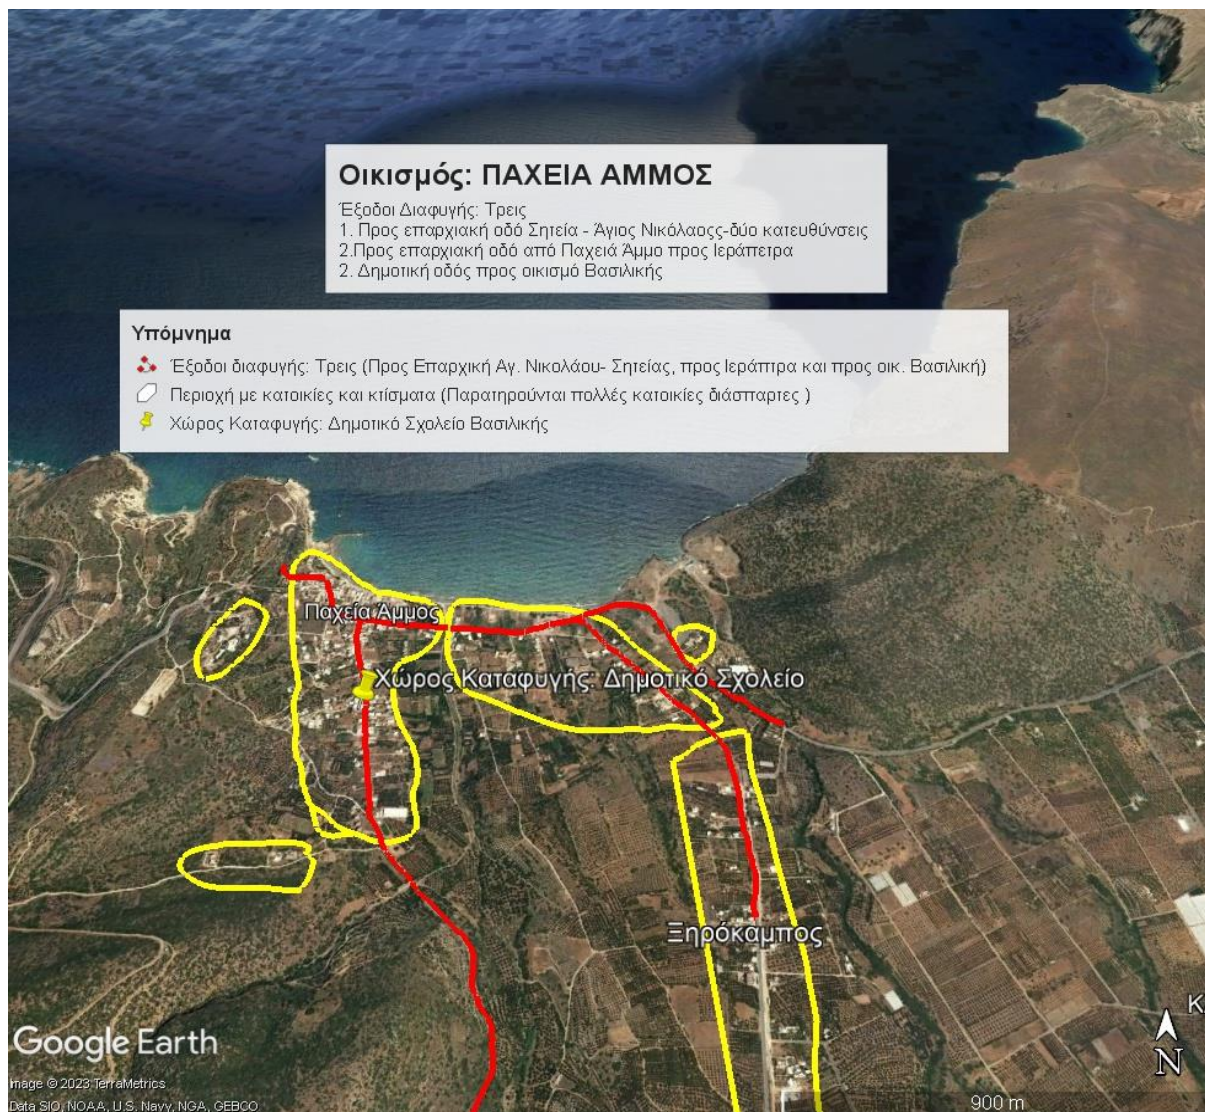 Οικισμός: ΠΑΧΕΙΑ ΑΜΜΟΣ
Έξοδοι Διαφυγής: Τρεις
1. Προς επαρχιακή οδό Σητεία - Άγιος Νικόλαοςς-δύο κατευθύνσεις
2.Προς επαρχιακή οδό από Παχειά Άμμο προς Ιεράπετρα
2. Δημοτική οδός προς οικισμό Βασιλικής
Υπόμνημα
Έξοδοι διαφυγής: Τρεις (Προς Επαρχική Αγ. Νικολάου- Σητείας, προς Ιεράπτρα και προς οικ. Βασιλική)
Περιοχή με κατοικίες και κτίσματα (Παρατηρούνται πολλές κατοικίες διάσπαρτες )
Χώρος Καταφυγής: Δημοτικό Σχολείο Βασιλικής
Παχεία Άμμος
Χώρος Καταφυγής: Δημοτικό Σχολείο
Ξηρόκαμπος
Κ
Google Earth
N
Image © 2023 TerraMetrics
Data SIO, NOAA, U.S. Navy, NGA, GEBCO
900 m